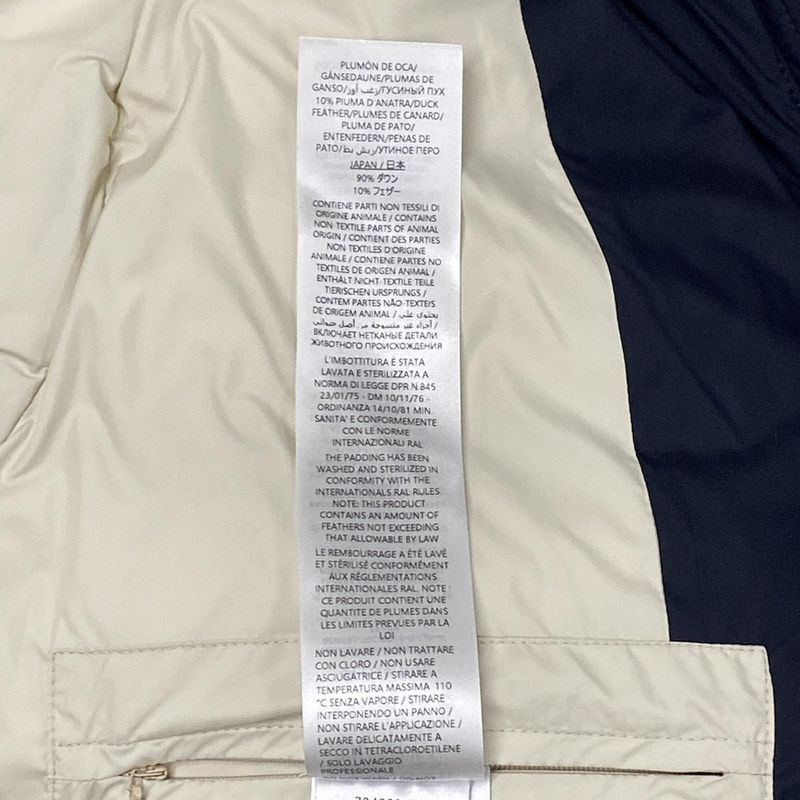 PLUMÓN DE OCA/
GÄNSEDAUNE/PLUMAS DE
GANSO/زغب أوز/ГУСИНЫЙ ПУХ
10% PIUMA D'ANATRA/DUCK
FEATHER/PLUMES DE CANARD/
PLUMA DE PATO/
ENTENFEDERN/PENAS DE
PATO/ريش بط/УТИНОЕ ПЕРО
JAPAN / 日本
90% ダウン
10% フェザー
CONTIENE PARTI NON TESSILI DI
ORIGINE ANIMALE / CONTAINS
NON-TEXTILE PARTS OF ANIMAL
ORIGIN / CONTIENT DES PARTIES
NON TEXTILES D'ORIGINE
ANIMALE / CONTIENE PARTES NO
TEXTILES DE ORIGEN ANIMAL /
ENTHÄLT NICHT-TEXTILE TEILE
TIERISCHEN URSPRUNGS /
CONTEM PARTES NÃO-TEXTEIS
DE ORIGEM ANIMAL / يحتوي على
أجزاء غير منسوجة من أصل حيواني /
ВКЛЮЧАЕТ НЕТКАНЫЕ ДЕТАЛИ
ЖИВОТНОГО ПРОИСХОЖДЕНИЯ
L'IMBOTTITURA É STATA
LAVATA E STERILIZZATA A
NORMA DI LEGGE DPR N.845
23/01/75 - DM 10/11/76 -
ORDINANZA 14/10/81 MIN.
SANITA' E CONFORMEMENTE
CON LE NORME
INTERNAZIONALI RAL
THE PADDING HAS BEEN
WASHED AND STERILIZED IN
CONFORMITY WITH THE
INTERNATIONALS RAL RULES.
NOTE: THIS PRODUCT
CONTAINS AN AMOUNT OF
FEATHERS NOT EXCEEDING
THAT ALLOWABLE BY LAW
LE REMBOURRAGE A ÉTÉ LAVÉ
ET STÉRILISÉ CONFORMÉMENT
AUX RÉGLEMENTATIONS
INTERNATIONALES RAL. NOTE :
CE PRODUIT CONTIENT UNE
QUANTITE DE PLUMES DANS
LES LIMITES PREVUES PAR LA
LOI
NON LAVARE / NON TRATTARE
CON CLORO / NON USARE
ASCIUGATRICE / STIRARE A
TEMPERATURA MASSIMA 110
°C SENZA VAPORE / STIRARE
INTERPONENDO UN PANNO /
NON STIRARE L'APPLICAZIONE /
LAVARE DELICATAMENTE A
SECCO IN TETRACLOROETILENE
/ SOLO LAVAGGIO
PROFESSIONALE